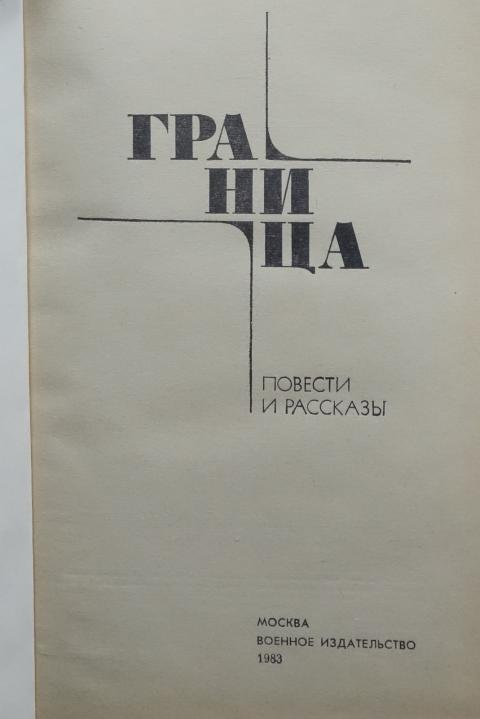 ГРА
НИ
ЦА
ПОВЕСТИ
И РАССКАЗЫ
МОСКВА
ВОЕННОЕ ИЗДАТЕЛЬСТВО
1983